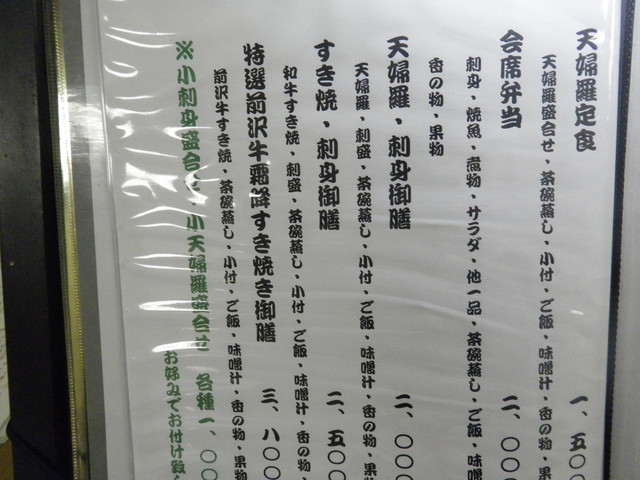 天婦羅定食 一、五〇〇
天婦羅盛合せ・茶碗蒸し・小付・ご飯・味噌汁・香の物・
会席弁当 二、〇〇〇
刺身・焼魚・煮物・サラダ・他一品・茶碗蒸し・ご飯・味噌
香の物・果物
天婦羅・刺身御膳 二、〇〇〇
天婦羅・刺盛・茶碗蒸し・小付・ご飯・味噌汁・香の物・
すき焼・刺身御膳 二、五〇〇
和牛すき焼・刺盛・茶碗蒸し・小付・ご飯・味噌汁・香の物・
特選前沢牛霜降すき焼き御膳 三、八〇〇
前沢牛すき焼・茶碗蒸し・小付・ご飯・味噌汁・香の物・果物
※小刺身盛合せ・小天婦羅盛合せ 各種一、〇〇
お好みでお付け致し